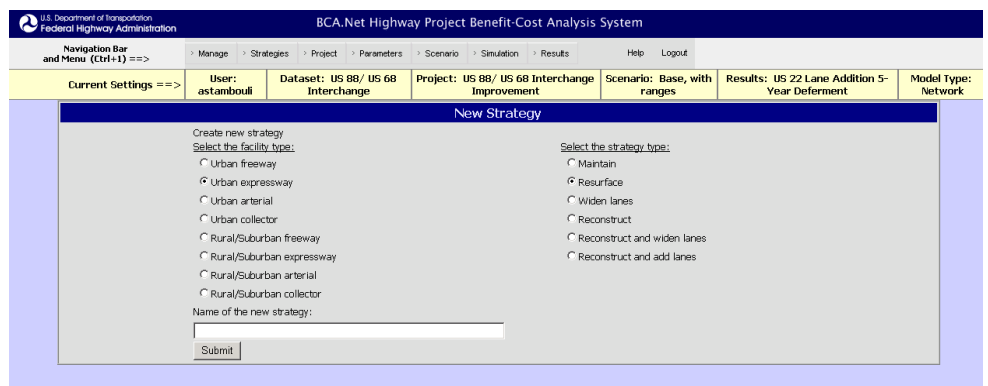 U.S. Department of Transportation
Federal Highway Administration
BCA.Net Highway Project Benefit-Cost Analysis System
Navigation Bar
and Menu (Ctrl+1) ==>
> Manage > Strategies > Project > Parameters > Scenario > Simulation > Results Help Logout
Current Settings ==>
User:
astambouli
Dataset: US 88/ US 68
Interchange
Project: US 88/ US 68 Interchange
Improvement
Scenario: Base, with
ranges
Results: US 22 Lane Addition 5-
Year Deferment
Model Type:
Network
New Strategy
Create new strategy
Select the facility type:
Urban freeway
Urban expressway
Urban arterial
Urban collector
Rural/Suburban freeway
Rural/Suburban expressway
Rural/Suburban arterial
Rural/Suburban collector
Select the strategy type:
Maintain
Resurface
Widen lanes
Reconstruct
Reconstruct and widen lanes
Reconstruct and add lanes
Name of the new strategy:
Submit